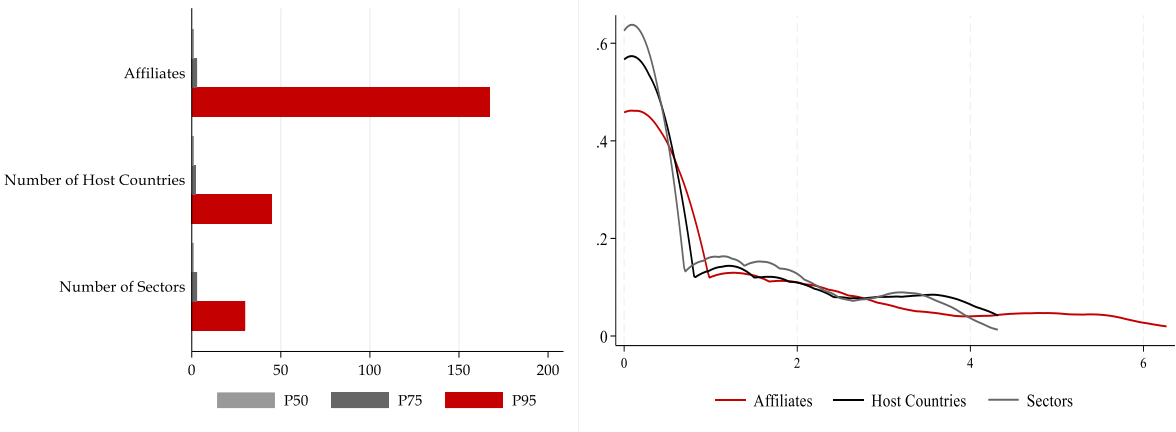 Affiliates
Number of Host Countries
Number of Sectors
0 50 100 150 200
P50 P75 P95
.6
.4
.2
0
0 2 4 6
Affiliates Host Countries Sectors